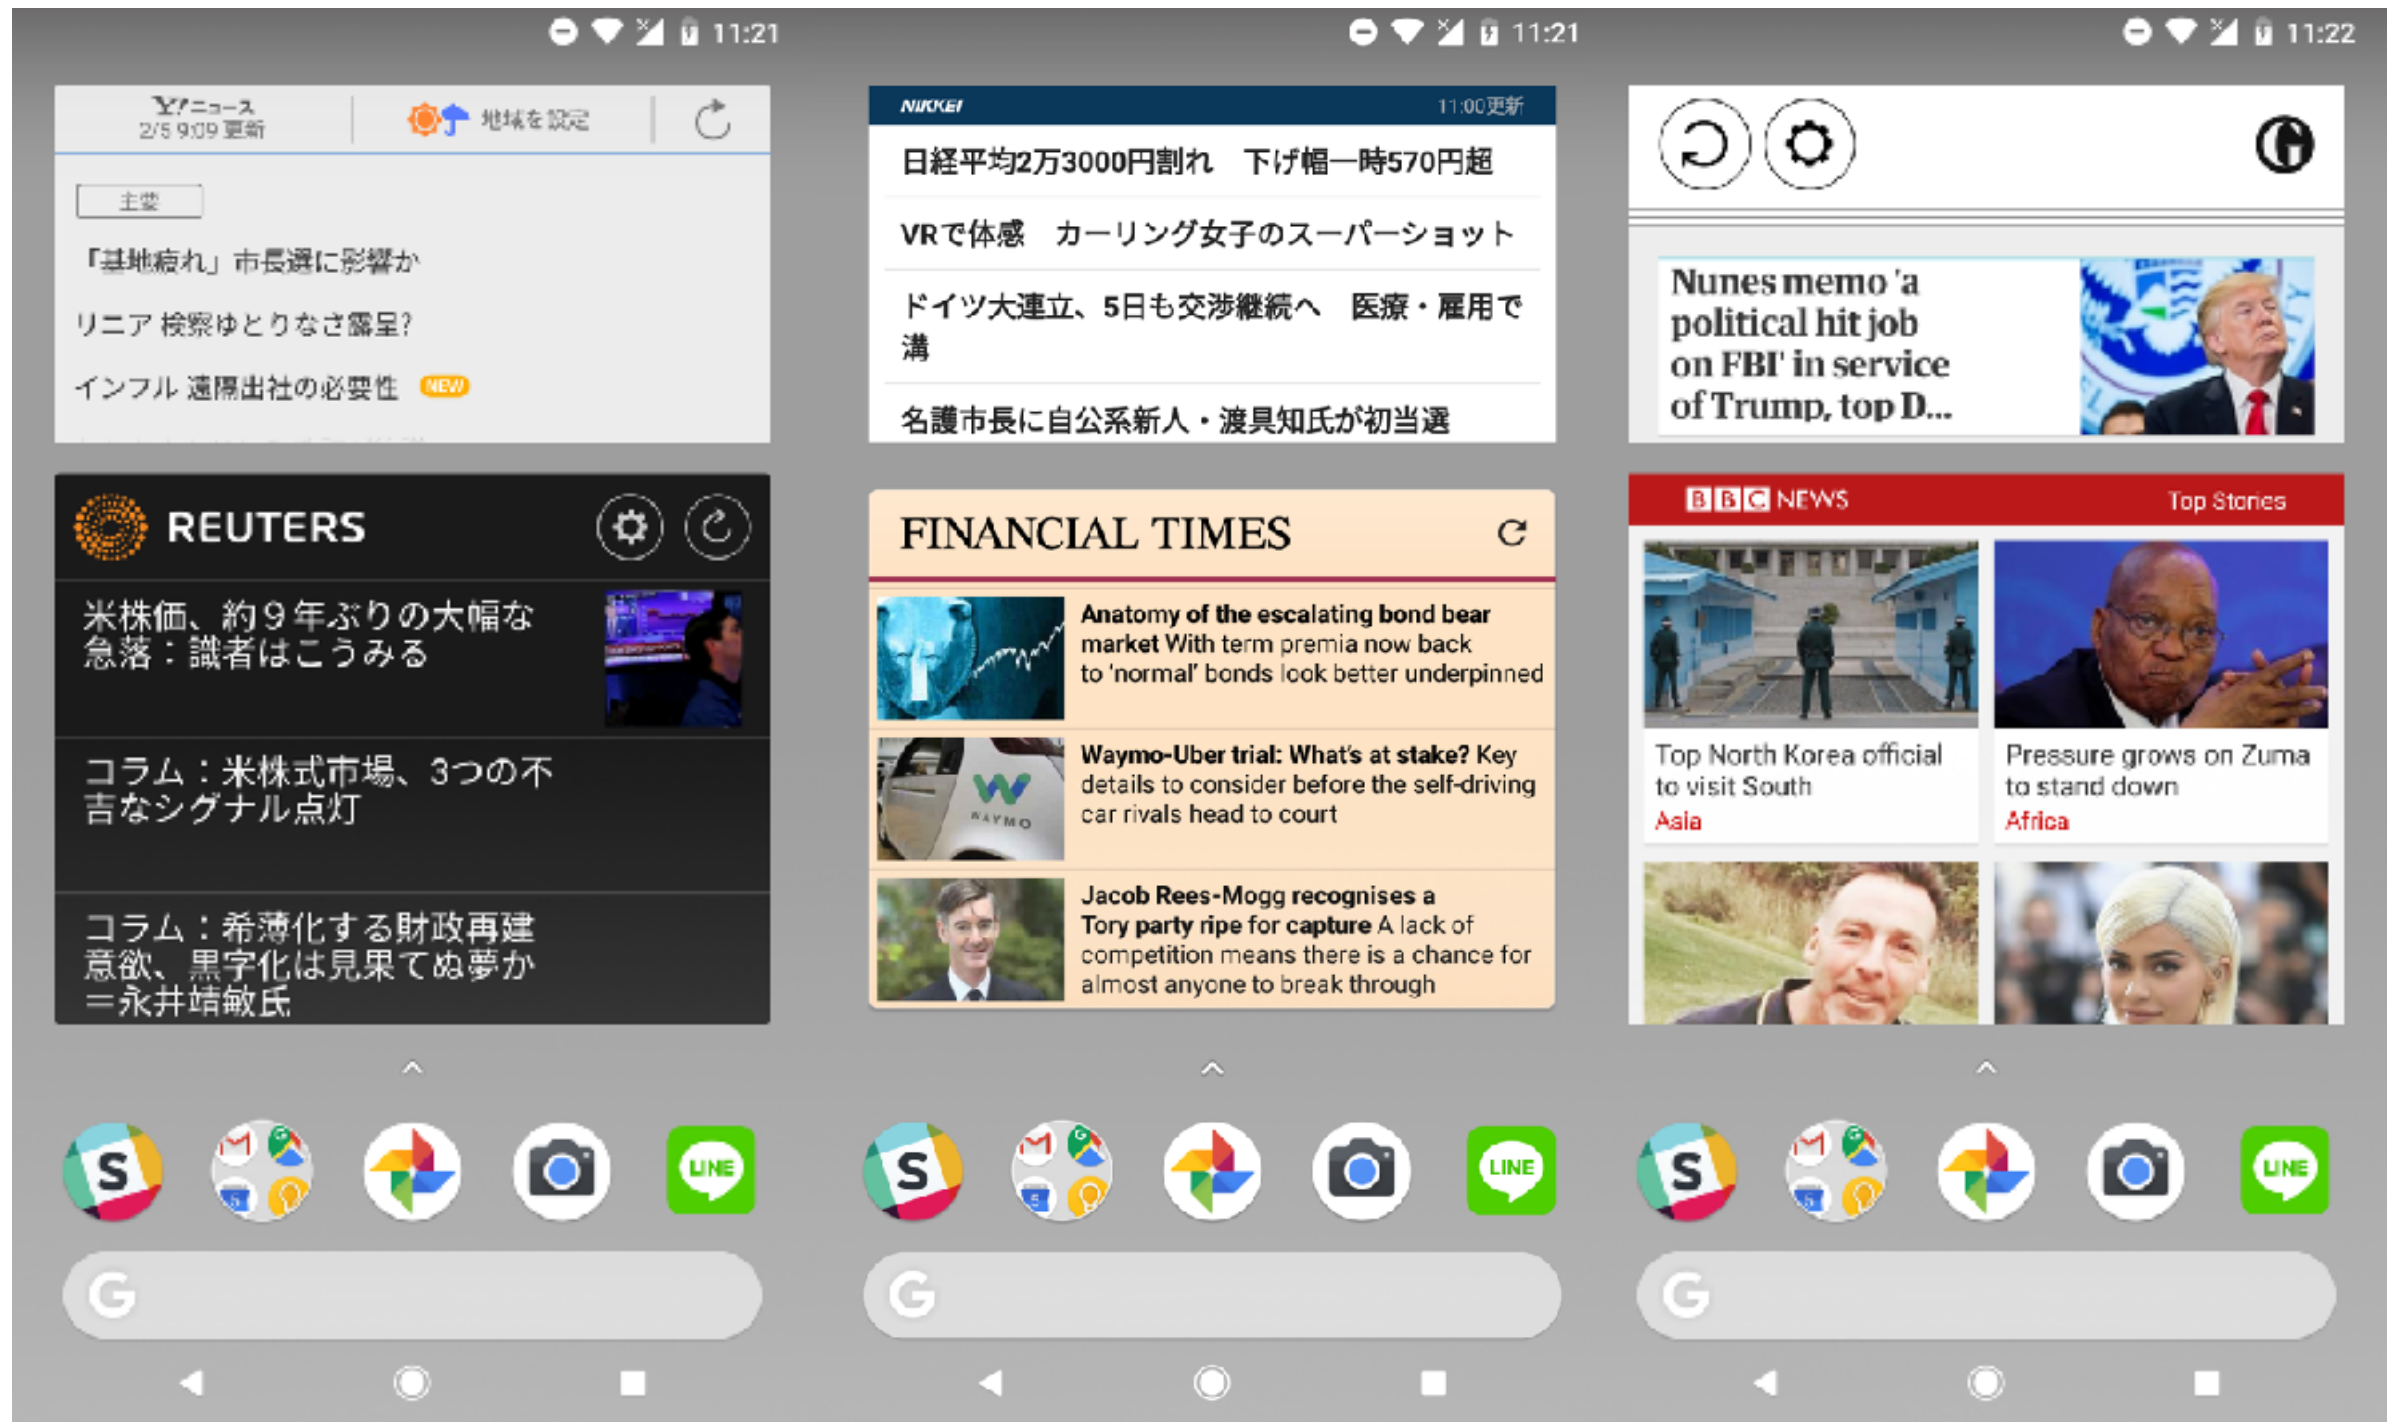 11:21
Y!ニュース
2/5 9:09 更新
地域を設定
主要
「基地疲れ」市長選に影響か
リニア 検察ゆとりなさ露呈?
インフル 遠隔出社の必要性 NEW
REUTERS
米株価、約９年ぶりの大幅な
急落：識者はこうみる
コラム：米株式市場、3つの不
吉なシグナル点灯
コラム：希薄化する財政再建
意欲、黒字化は見果てぬ夢か
＝永井靖敏氏
S
5
LINE
G
11:21
NIKKEI
11:00更新
日経平均2万3000円割れ　下げ幅一時570円超
VRで体感　カーリング女子のスーパーショット
ドイツ大連立、5日も交渉継続へ　医療・雇用で
溝
名護市長に自公系新人・渡具知氏が初当選
FINANCIAL TIMES
Anatomy of the escalating bond bear
market With term premia now back
to ‘normal’ bonds look better underpinned
WAYMO
Waymo-Uber trial: What’s at stake? Key
details to consider before the self-driving
car rivals head to court
Jacob Rees-Mogg recognises a
Tory party ripe for capture A lack of
competition means there is a chance for
almost anyone to break through
S
5
LINE
G
11:22
G
Nunes memo 'a
political hit job
on FBI' in service
of Trump, top D...
BBC NEWS
Top Stories
Top North Korea official
to visit South
Asia
Pressure grows on Zuma
to stand down
Africa
S
5
LINE
G